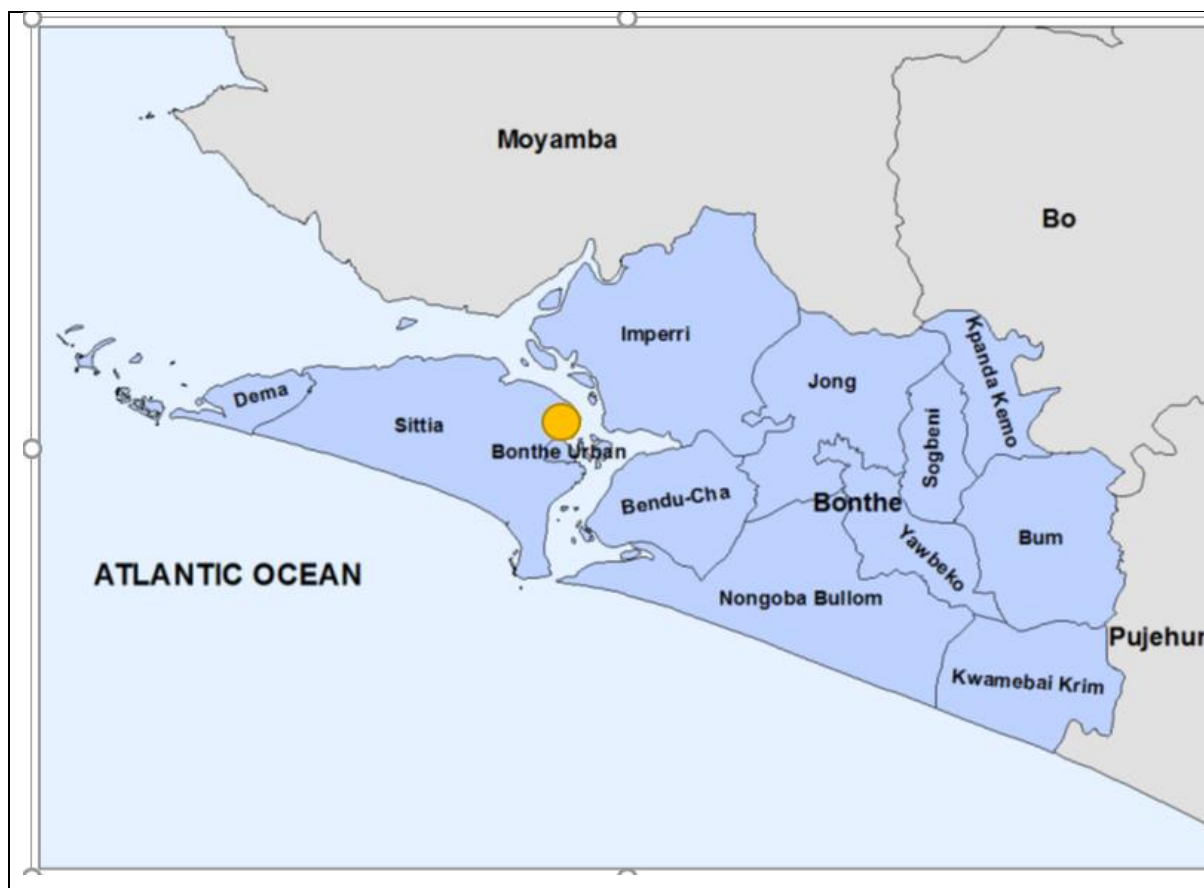 Moyamba
Bo
Kpanda Kemo
Imperri
Jong
Dema
Sittia
Sogbeni
Bonthe Urban
Bendu-Cha
Bonthe
Bum
Yawbeko
ATLANTIC OCEAN
Nongoba Bullom
Pujehun
Kwamebai Krim